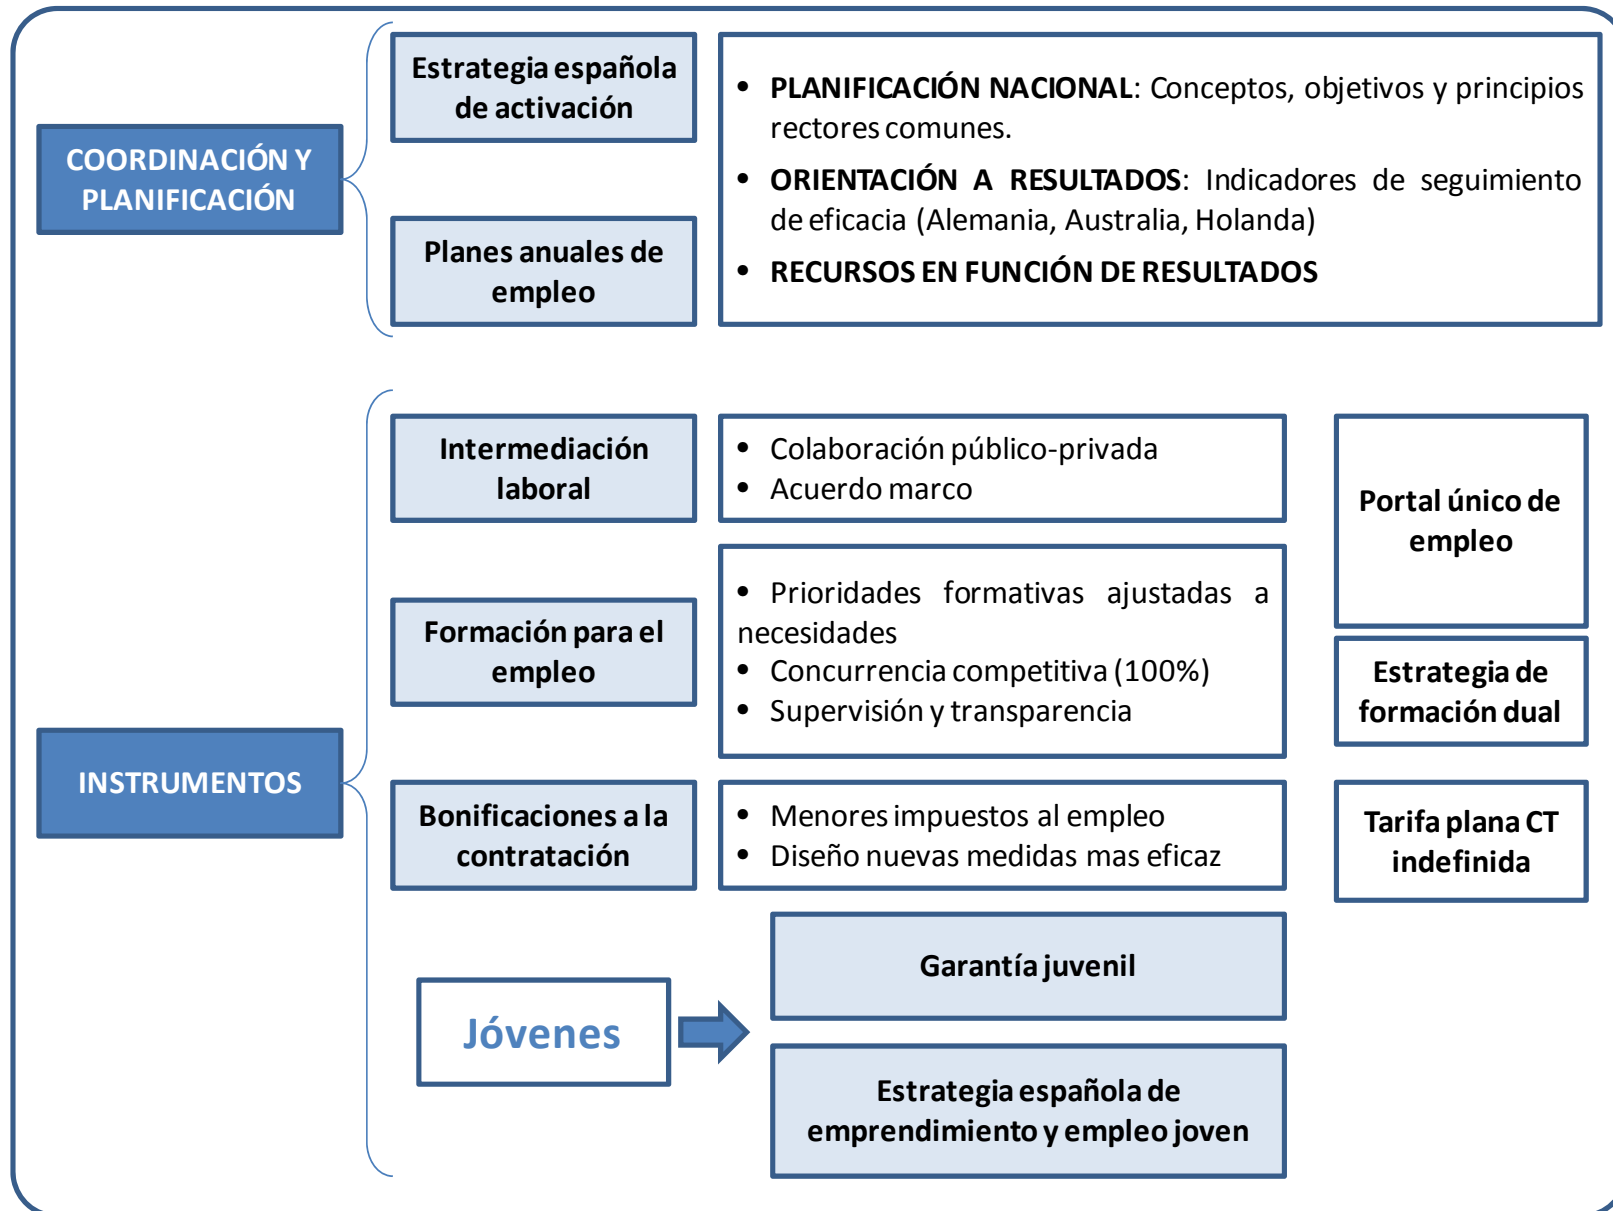 COORDINACIÓN Y
PLANIFICACIÓN
Estrategia española
de activación
Planes anuales de
empleo
• PLANIFICACIÓN NACIONAL: Conceptos, objetivos y principios
rectores comunes.
• ORIENTACIÓN A RESULTADOS: Indicadores de seguimiento
de eficacia (Alemania, Australia, Holanda)
• RECURSOS EN FUNCIÓN DE RESULTADOS
INSTRUMENTOS
Intermediación
laboral
• Colaboración público-privada
• Acuerdo marco
Portal único de
empleo
Formación para el
empleo
• Prioridades formativas ajustadas a
necesidades
• Concurrencia competitiva (100%)
• Supervisión y transparencia
Estrategia de
formación dual
Bonificaciones a la
contratación
• Menores impuestos al empleo
• Diseño nuevas medidas mas eficaz
Tarifa plana CT
indefinida
Jóvenes
Garantía juvenil
Estrategia española de
emprendimiento y empleo joven